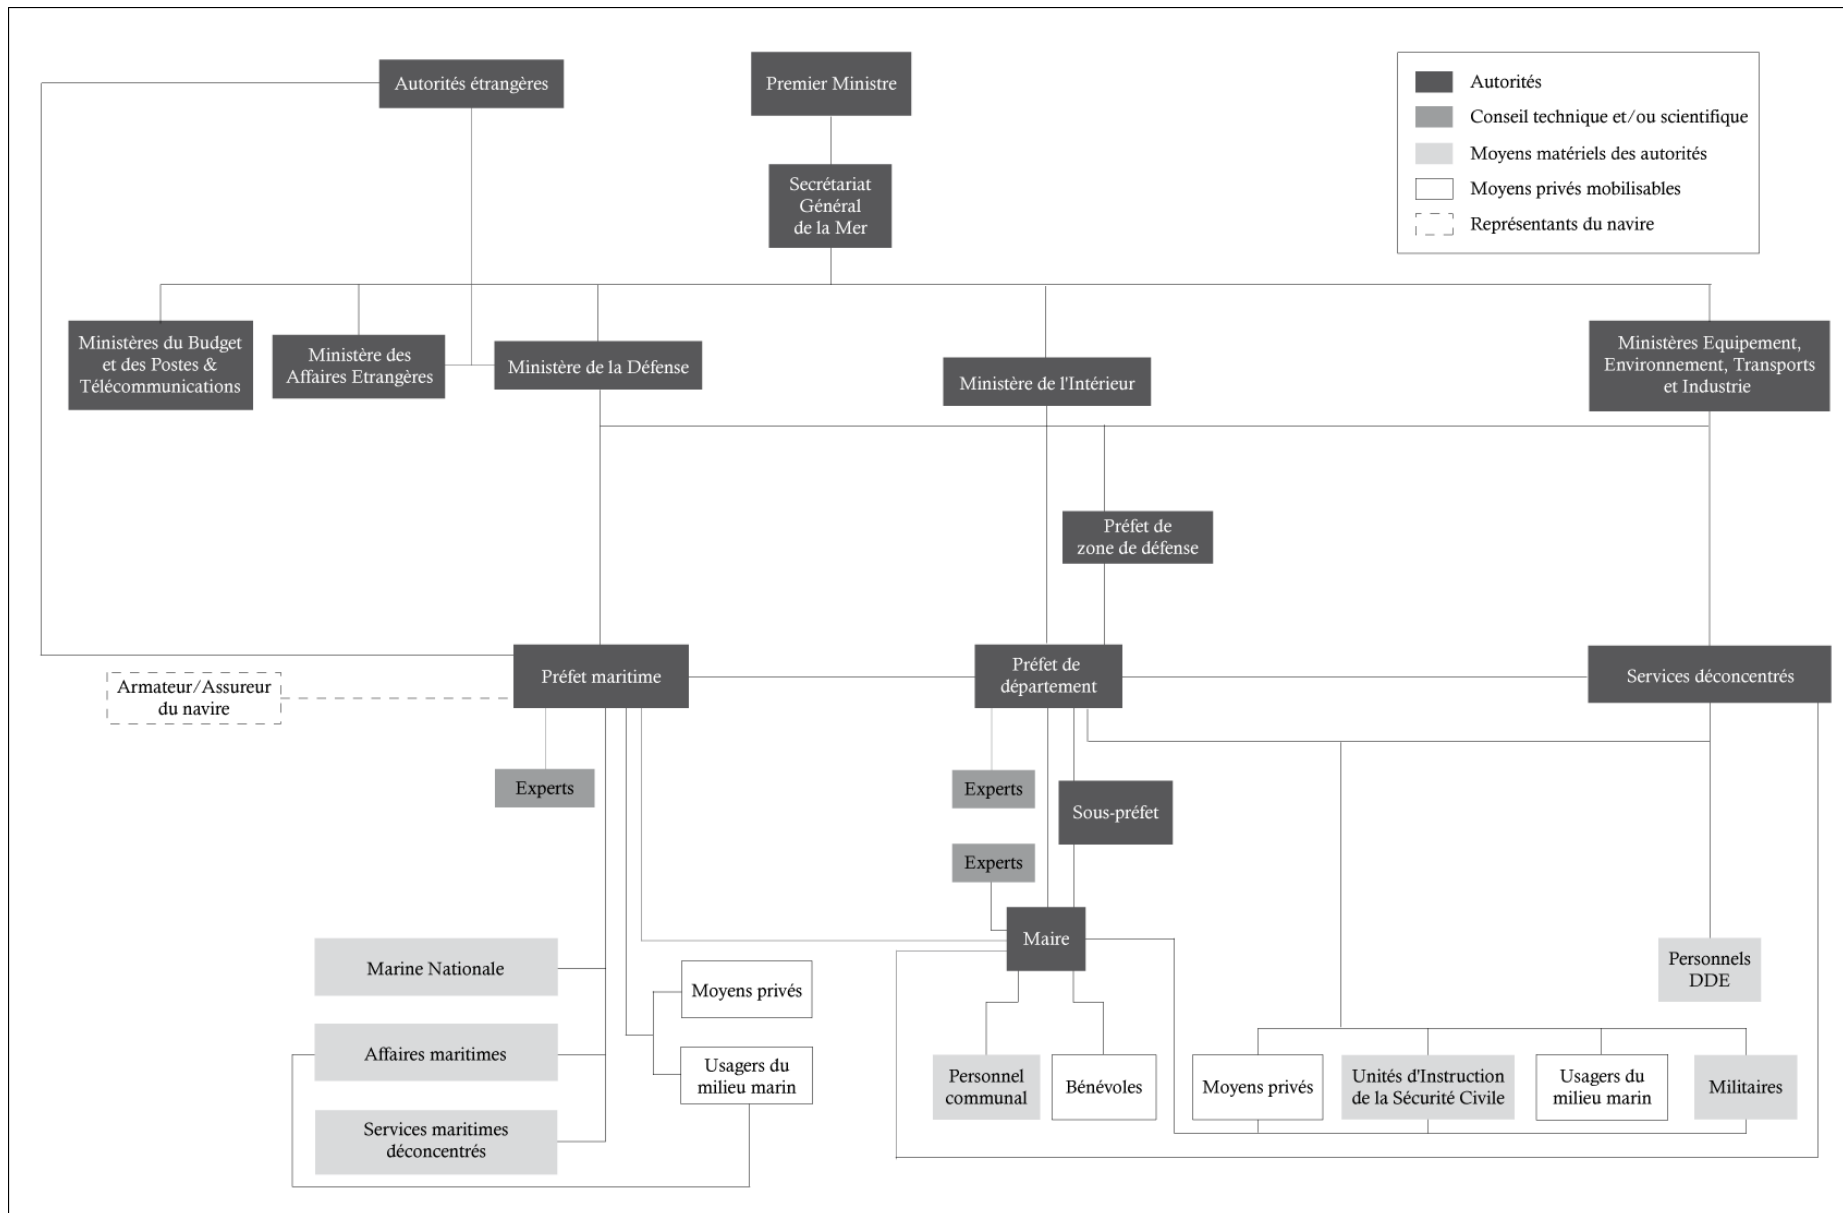 Autorités étrangères
Premier Ministre
Autorités
Conseil technique et/ou scientifique
Moyens matériels des autorités
Moyens privés mobilisables
Représentants du navire
Secrétariat
Général
de la Mer
Ministères du Budget
et des Postes &
Télécommunications
Ministère des
Affaires Etrangères
Ministère de la Défense
Ministère de l'Intérieur
Ministères Equipement,
Environnement, Transports
et Industrie
Préfet de
zone de défense
Préfet maritime
Préfet de
département
Services déconcentrés
Armateur/Assureur
du navire
Experts
Experts
Sous-préfet
Experts
Maire
Marine Nationale
Moyens privés
Personnels
DDE
Affaires maritimes
Usagers du
milieu marin
Personnel
communal
Bénévoles
Moyens privés
Unités d'Instruction
de la Sécurité Civile
Usagers du
milieu marin
Militaires
Services maritimes
déconcentrés